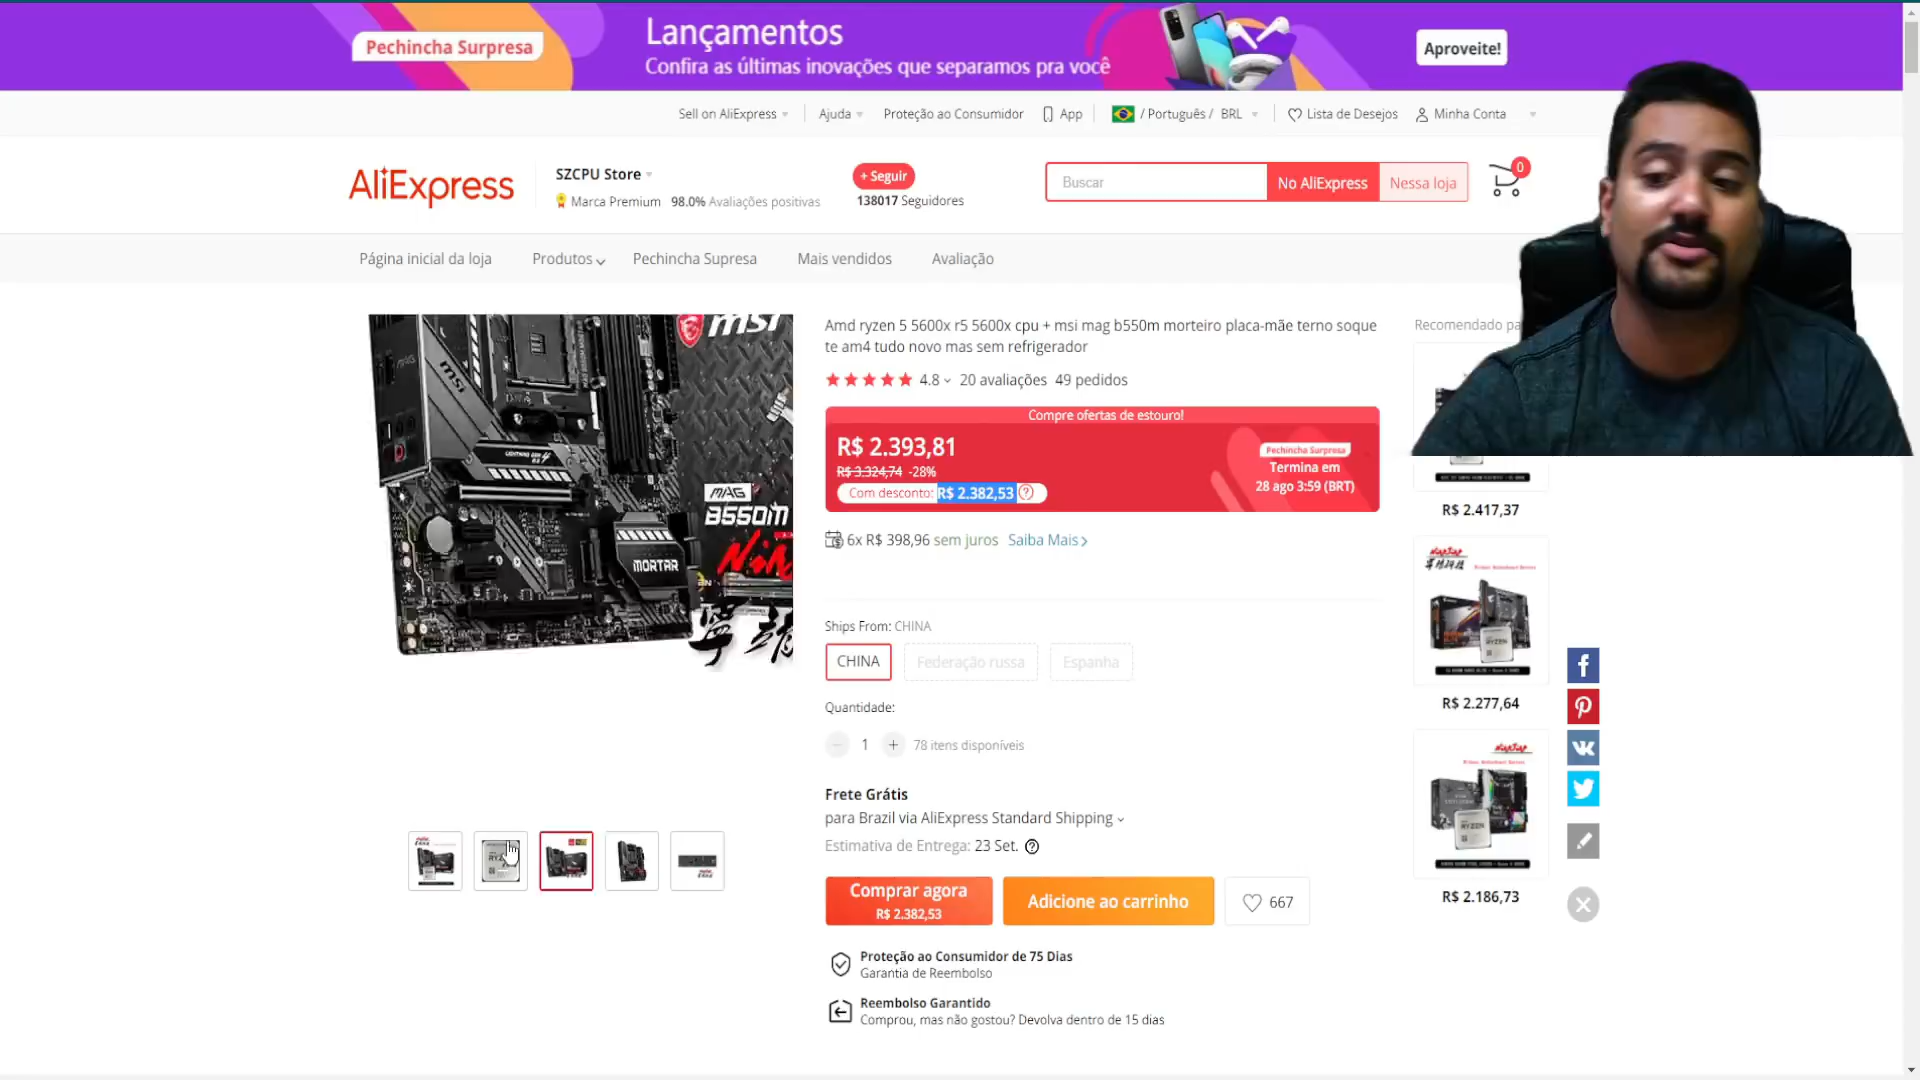 Pechincha Surpresa
Lançamentos
Confira as últimas inovações que separamos pra você
Aproveite!
Sell on AliExpress
Ajuda
Proteção ao Consumidor
App
/ Português / BRL
Lista de Desejos
Minha Conta
AliExpress
SZCPU Store
Marca Premium 98.0% Avaliações positivas
+ Seguir
138017 Seguidores
Buscar
No AliExpress
Nessa loja
0
Página inicial da loja
Produtos
Pechincha Supresa
Mais vendidos
Avaliação
msi
MAG
msi
LIGHTNING GEN 4
MAG
B550M
MORTAR
寧
Amd ryzen 5 5600x r5 5600x cpu + msi mag b550m morteiro placa-mãe terno soque
te am4 tudo novo mas sem refrigerador
4.8
20 avaliações 49 pedidos
Compre ofertas de estouro!
R$ 2.393,81
R$ 3.324,74 -28%
Com desconto: R$ 2.382,53
Pechincha Surpresa
Termina em
28 ago 3:59 (BRT)
6x R$ 398,96 sem juros Saiba Mais
Ships From: CHINA
CHINA
Federação russa
Espanha
Quantidade:
1
78 itens disponíveis
Frete Grátis
para Brazil via AliExpress Standard Shipping
Estimativa de Entrega: 23 Set.
Comprar agora
R$ 2.382,53
Adicione ao carrinho
667
Proteção ao Consumidor de 75 Dias
Garantia de Reembolso
Reembolso Garantido
Comprou, mas não gostou? Devolva dentro de 15 dias
Recomendado pa
R$ 2.417,37
RYZEN
R$ 2.277,64
RYZEN
R$ 2.186,73